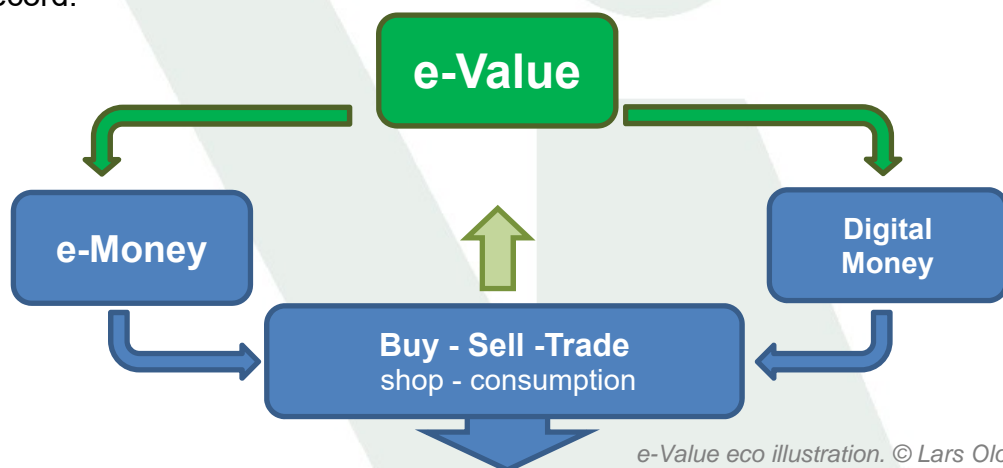 e-Value
e-Money
Digital
Money
Buy - Sell -Trade
shop - consumption
e-Value eco illustration. © Lars